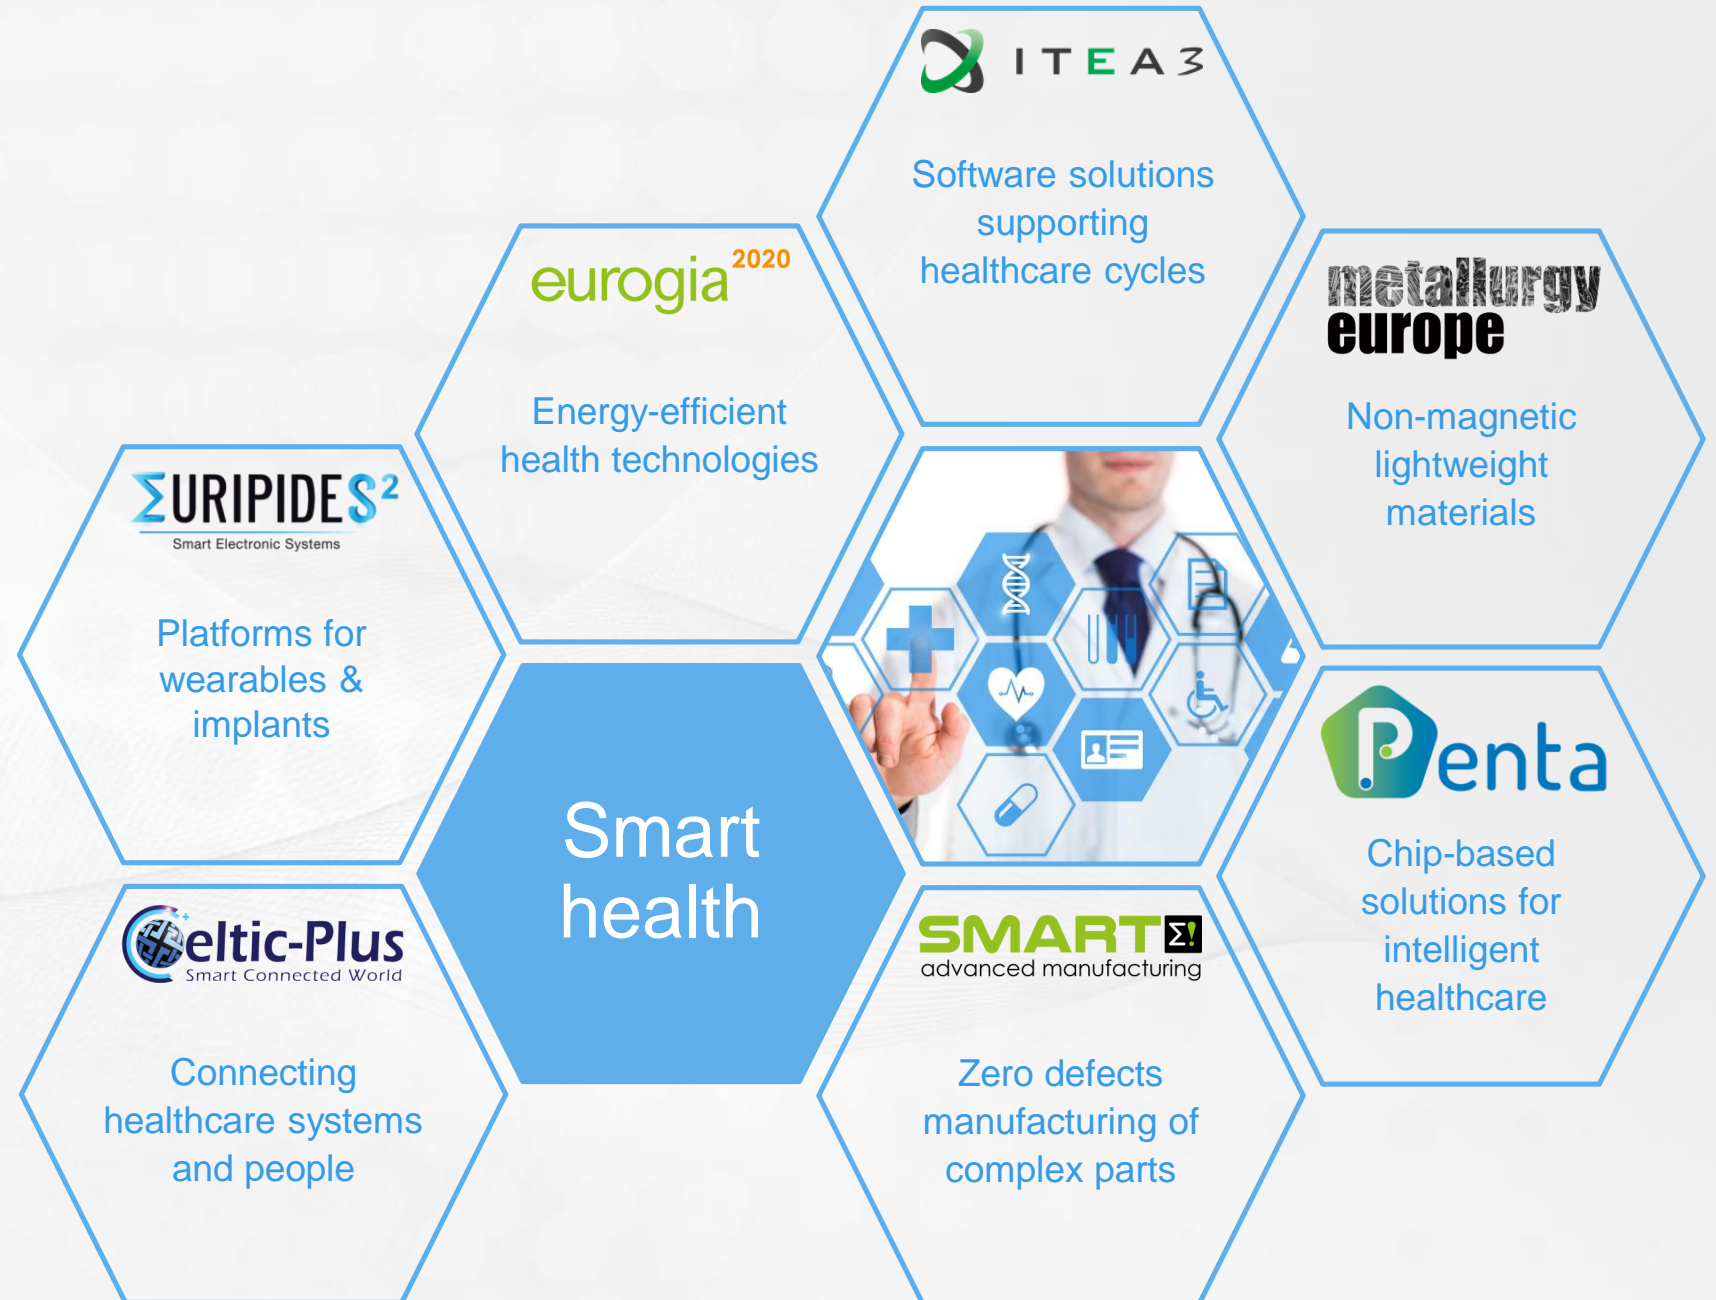 ITEA3
Software solutions
supporting
healthcare cycles
eurogia2020
Energy-efficient
health technologies
metallurgy
europe
Non-magnetic
lightweight
materials
ΣURIPIDES²
Smart Electronic Systems
Platforms for
wearables &
implants
Smart
health
Penta
Chip-based
solutions for
intelligent
healthcare
Celtic-Plus
Smart Connected World
Connecting
healthcare systems
and people
SMART Σ!
advanced manufacturing
Zero defects
manufacturing of
complex parts